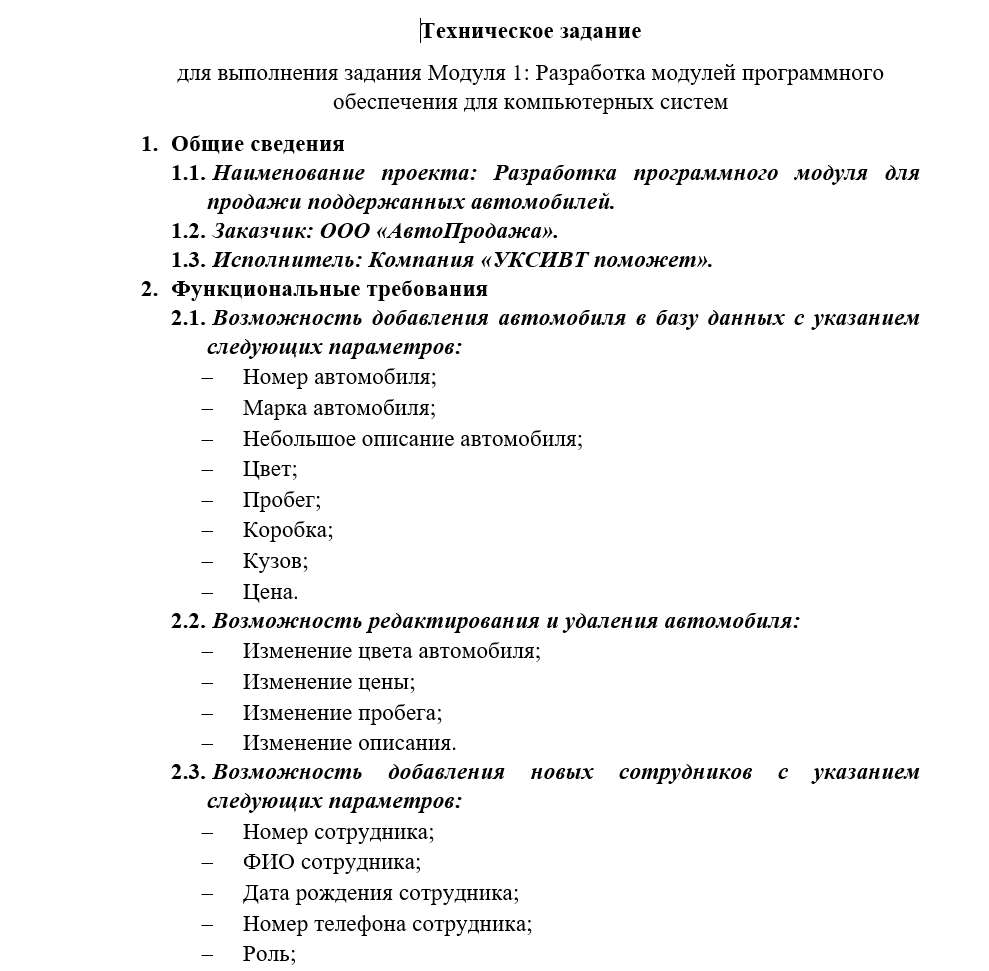 Техническое задание
для выполнения задания Модуля 1: Разработка модулей программного
обеспечения для компьютерных систем
1. Общие сведения
1.1. Наименование проекта: Разработка программного модуля для
продажи поддержанных автомобилей.
1.2. Заказчик: ООО «АвтоПродажа».
1.3. Исполнитель: Компания «УКСИВТ поможет».
2. Функциональные требования
2.1. Возможность добавления автомобиля в базу данных с указанием
следующих параметров:
– Номер автомобиля;
– Марка автомобиля;
– Небольшое описание автомобиля;
– Цвет;
– Пробег;
– Коробка;
– Кузов;
– Цена.
2.2. Возможность редактирования и удаления автомобиля:
– Изменение цвета автомобиля;
– Изменение цены;
– Изменение пробега;
– Изменение описания.
2.3. Возможность добавления новых сотрудников с указанием
следующих параметров:
– Номер сотрудника;
– ФИО сотрудника;
– Дата рождения сотрудника;
– Номер телефона сотрудника;
– Роль;